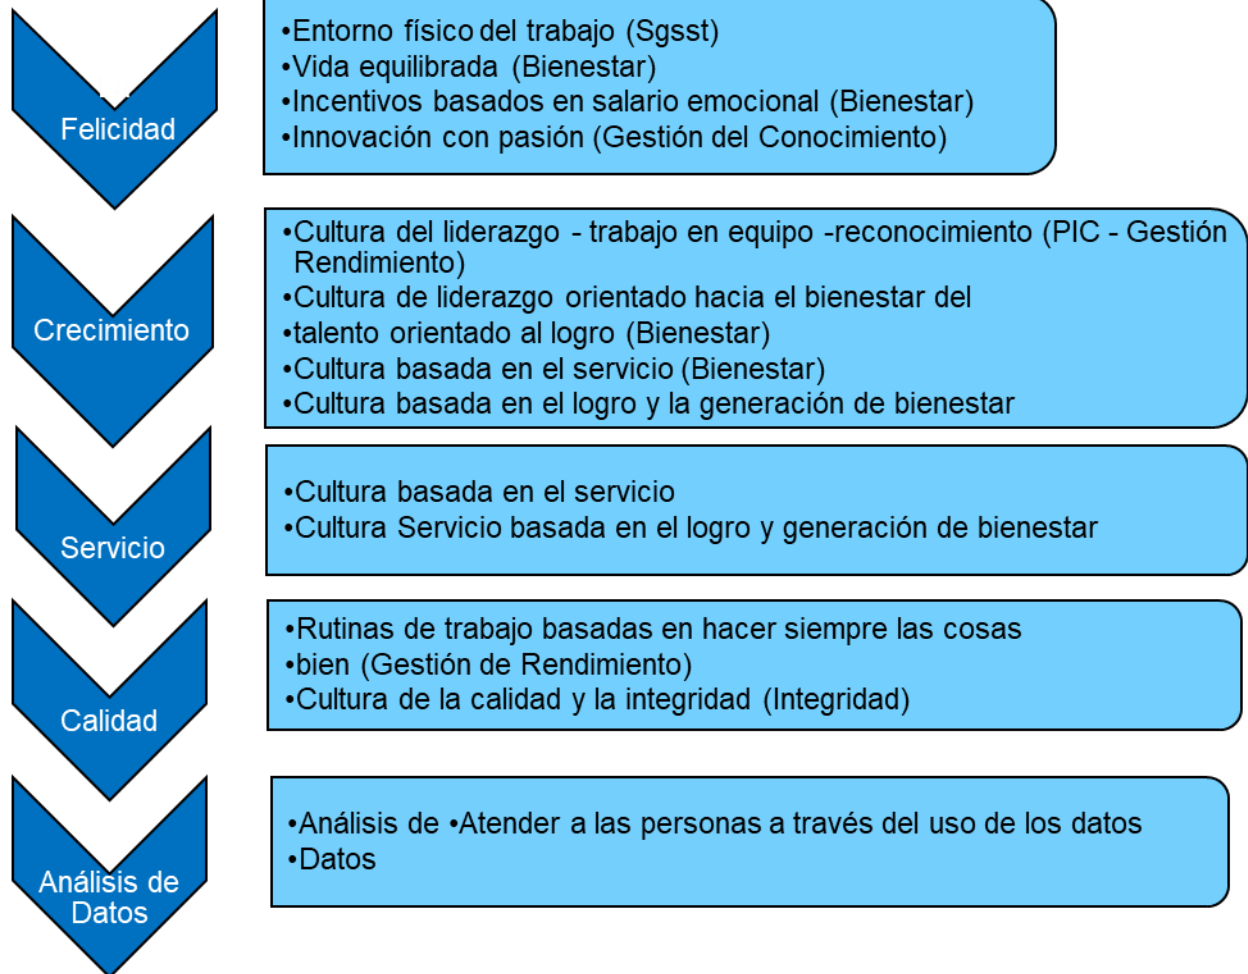 Felicidad
•Entorno físico del trabajo (Sgsst)
•Vida equilibrada (Bienestar)
•Incentivos basados en salario emocional (Bienestar)
•Innovación con pasión (Gestión del Conocimiento)
Crecimiento
•Cultura del liderazgo - trabajo en equipo -reconocimiento (PIC - Gestión
Rendimiento)
•Cultura de liderazgo orientado hacia el bienestar del
•talento orientado al logro (Bienestar)
•Cultura basada en el servicio (Bienestar)
•Cultura basada en el logro y la generación de bienestar
Servicio
•Cultura basada en el servicio
•Cultura Servicio basada en el logro y generación de bienestar
Calidad
•Rutinas de trabajo basadas en hacer siempre las cosas
•bien (Gestión de Rendimiento)
•Cultura de la calidad y la integridad (Integridad)
Análisis de
Datos
•Análisis de •Atender a las personas a través del uso de los datos
•Datos